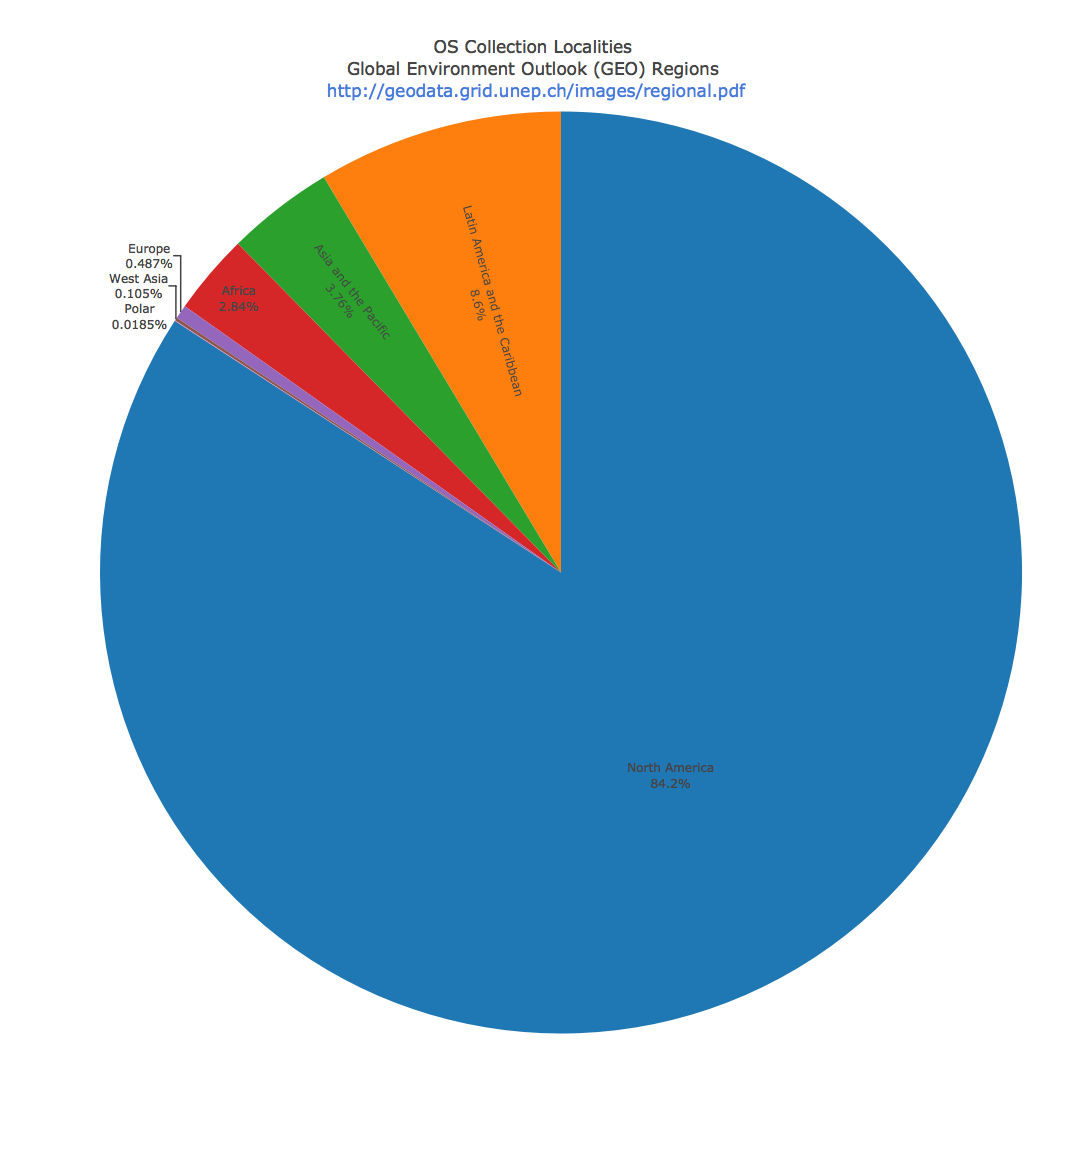 OS Collection Localities
Global Environment Outlook (GEO) Regions
http://geodata.grid.unep.ch/images/regional.pdf
Latin America and the Caribbean
8.6%
Asia and the Pacific
3.76%
Africa
2.84%
Europe
0.487%
West Asia
0.105%
Polar
0.0185%
North America
84.2%